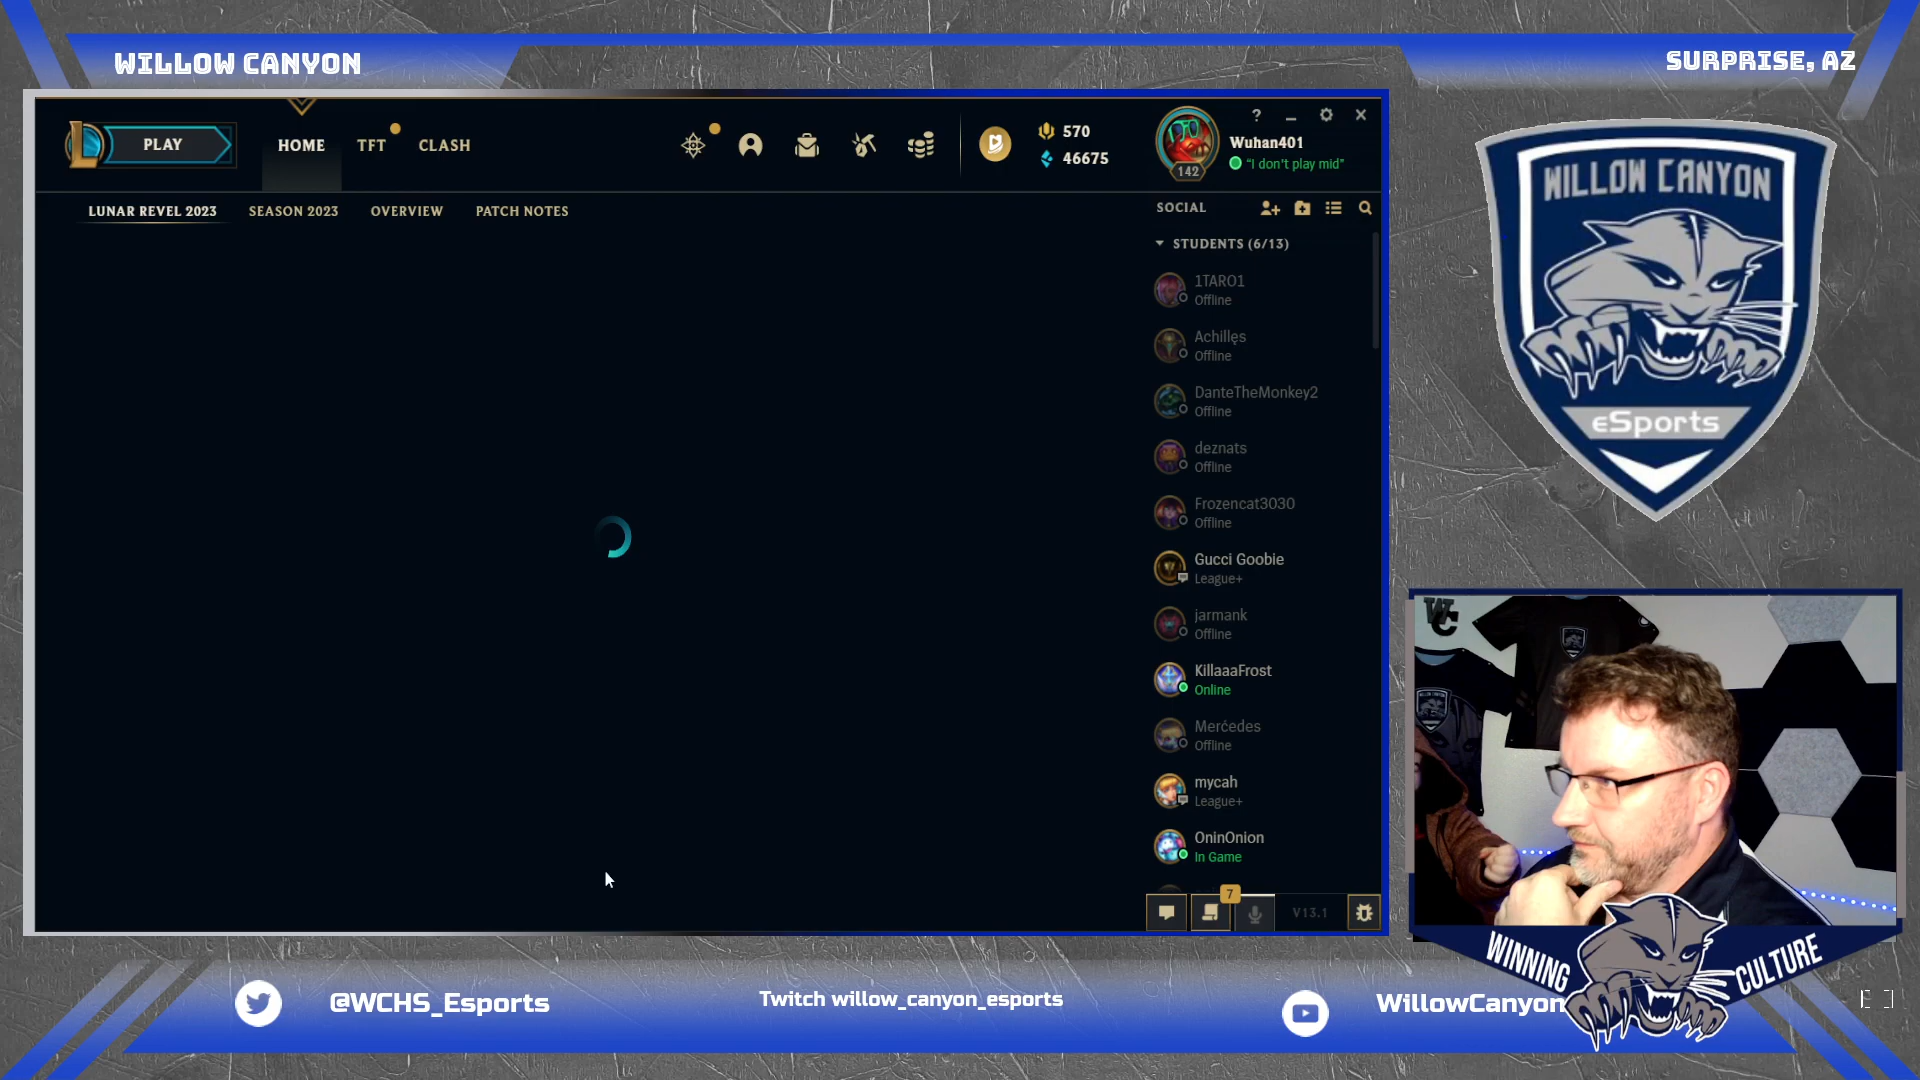 WILLOW CANYON
SURPRISE, AZ
PLAY
HOME
TFT
CLASH
570
46675
142
?
Wuhan401
"I don't play mid"
LUNAR REVEL 2023
SEASON 2023
OVERVIEW
PATCH NOTES
SOCIAL
STUDENTS (6/13)
1TARO1
Offline
Achillęs
Offline
DanteTheMonkey2
Offline
deznats
Offline
Frozencat3030
Offline
Gucci Goobie
League+
jarmank
Offline
KillaaaFrost
Online
Merċedes
Offline
mycah
League+
OninOnion
In Game
7
V13.1
WILLOW CANYON
eSports
WC
WINNING
CULTURE
@WCHS_Esports
Twitch willow_canyon_esports
WillowCanyon